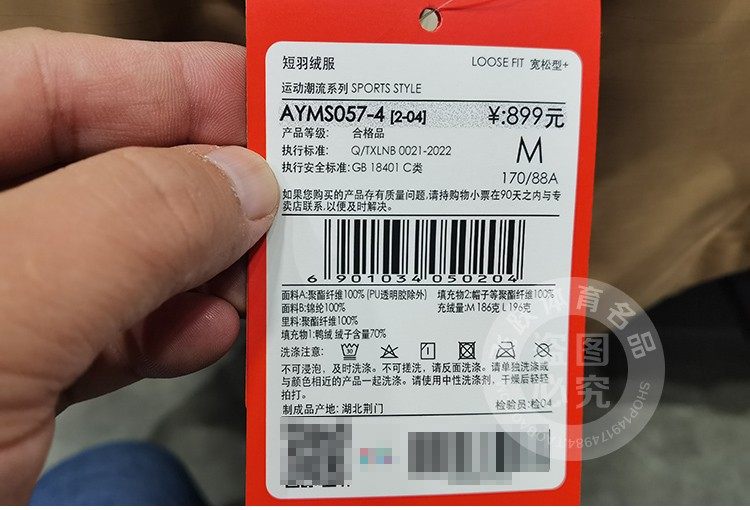 短羽绒服
LOOSE FIT 宽松型+
运动潮流系列 SPORTS STYLE
AYMS057-4 [2-04]
¥:899元
产品等级: 合格品
执行标准: Q/TXLNB 0021-2022
M
执行安全标准: GB 18401 C类
170/88A
如果您购买的产品存有质量问题,请持购物小票在90天之内与专
卖店联系,以便及时解决。
6 901034 050204
面料A:聚酯纤维100% (PU透明胶除外)
填充物2:帽子等聚酯纤维100%
面料B:锦纶100%
充绒量:M 186克 L 196克
里料:聚酯纤维100%
填充物1:鸭绒 绒子含量70%
洗涤注意:
不可浸泡, 及时洗涤。不可搓洗, 请反面洗涤。请单独洗涤或
与颜色相近的产品一起洗涤。请使用中性洗涤剂, 干燥后轻轻
拍打。
制成品产地: 湖北荆门
检验员:检04
育名品
盗图
必究